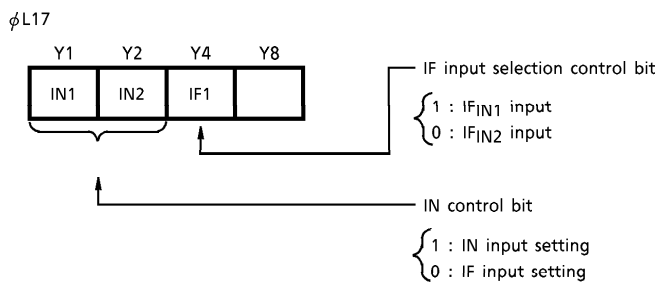 ϕL17
Y1 Y2 Y4 Y8
IN1 IN2 IF1
IF input selection control bit
1 : IFIN1 input
0 : IFIN2 input
IN control bit
1 : IN input setting
0 : IF input setting